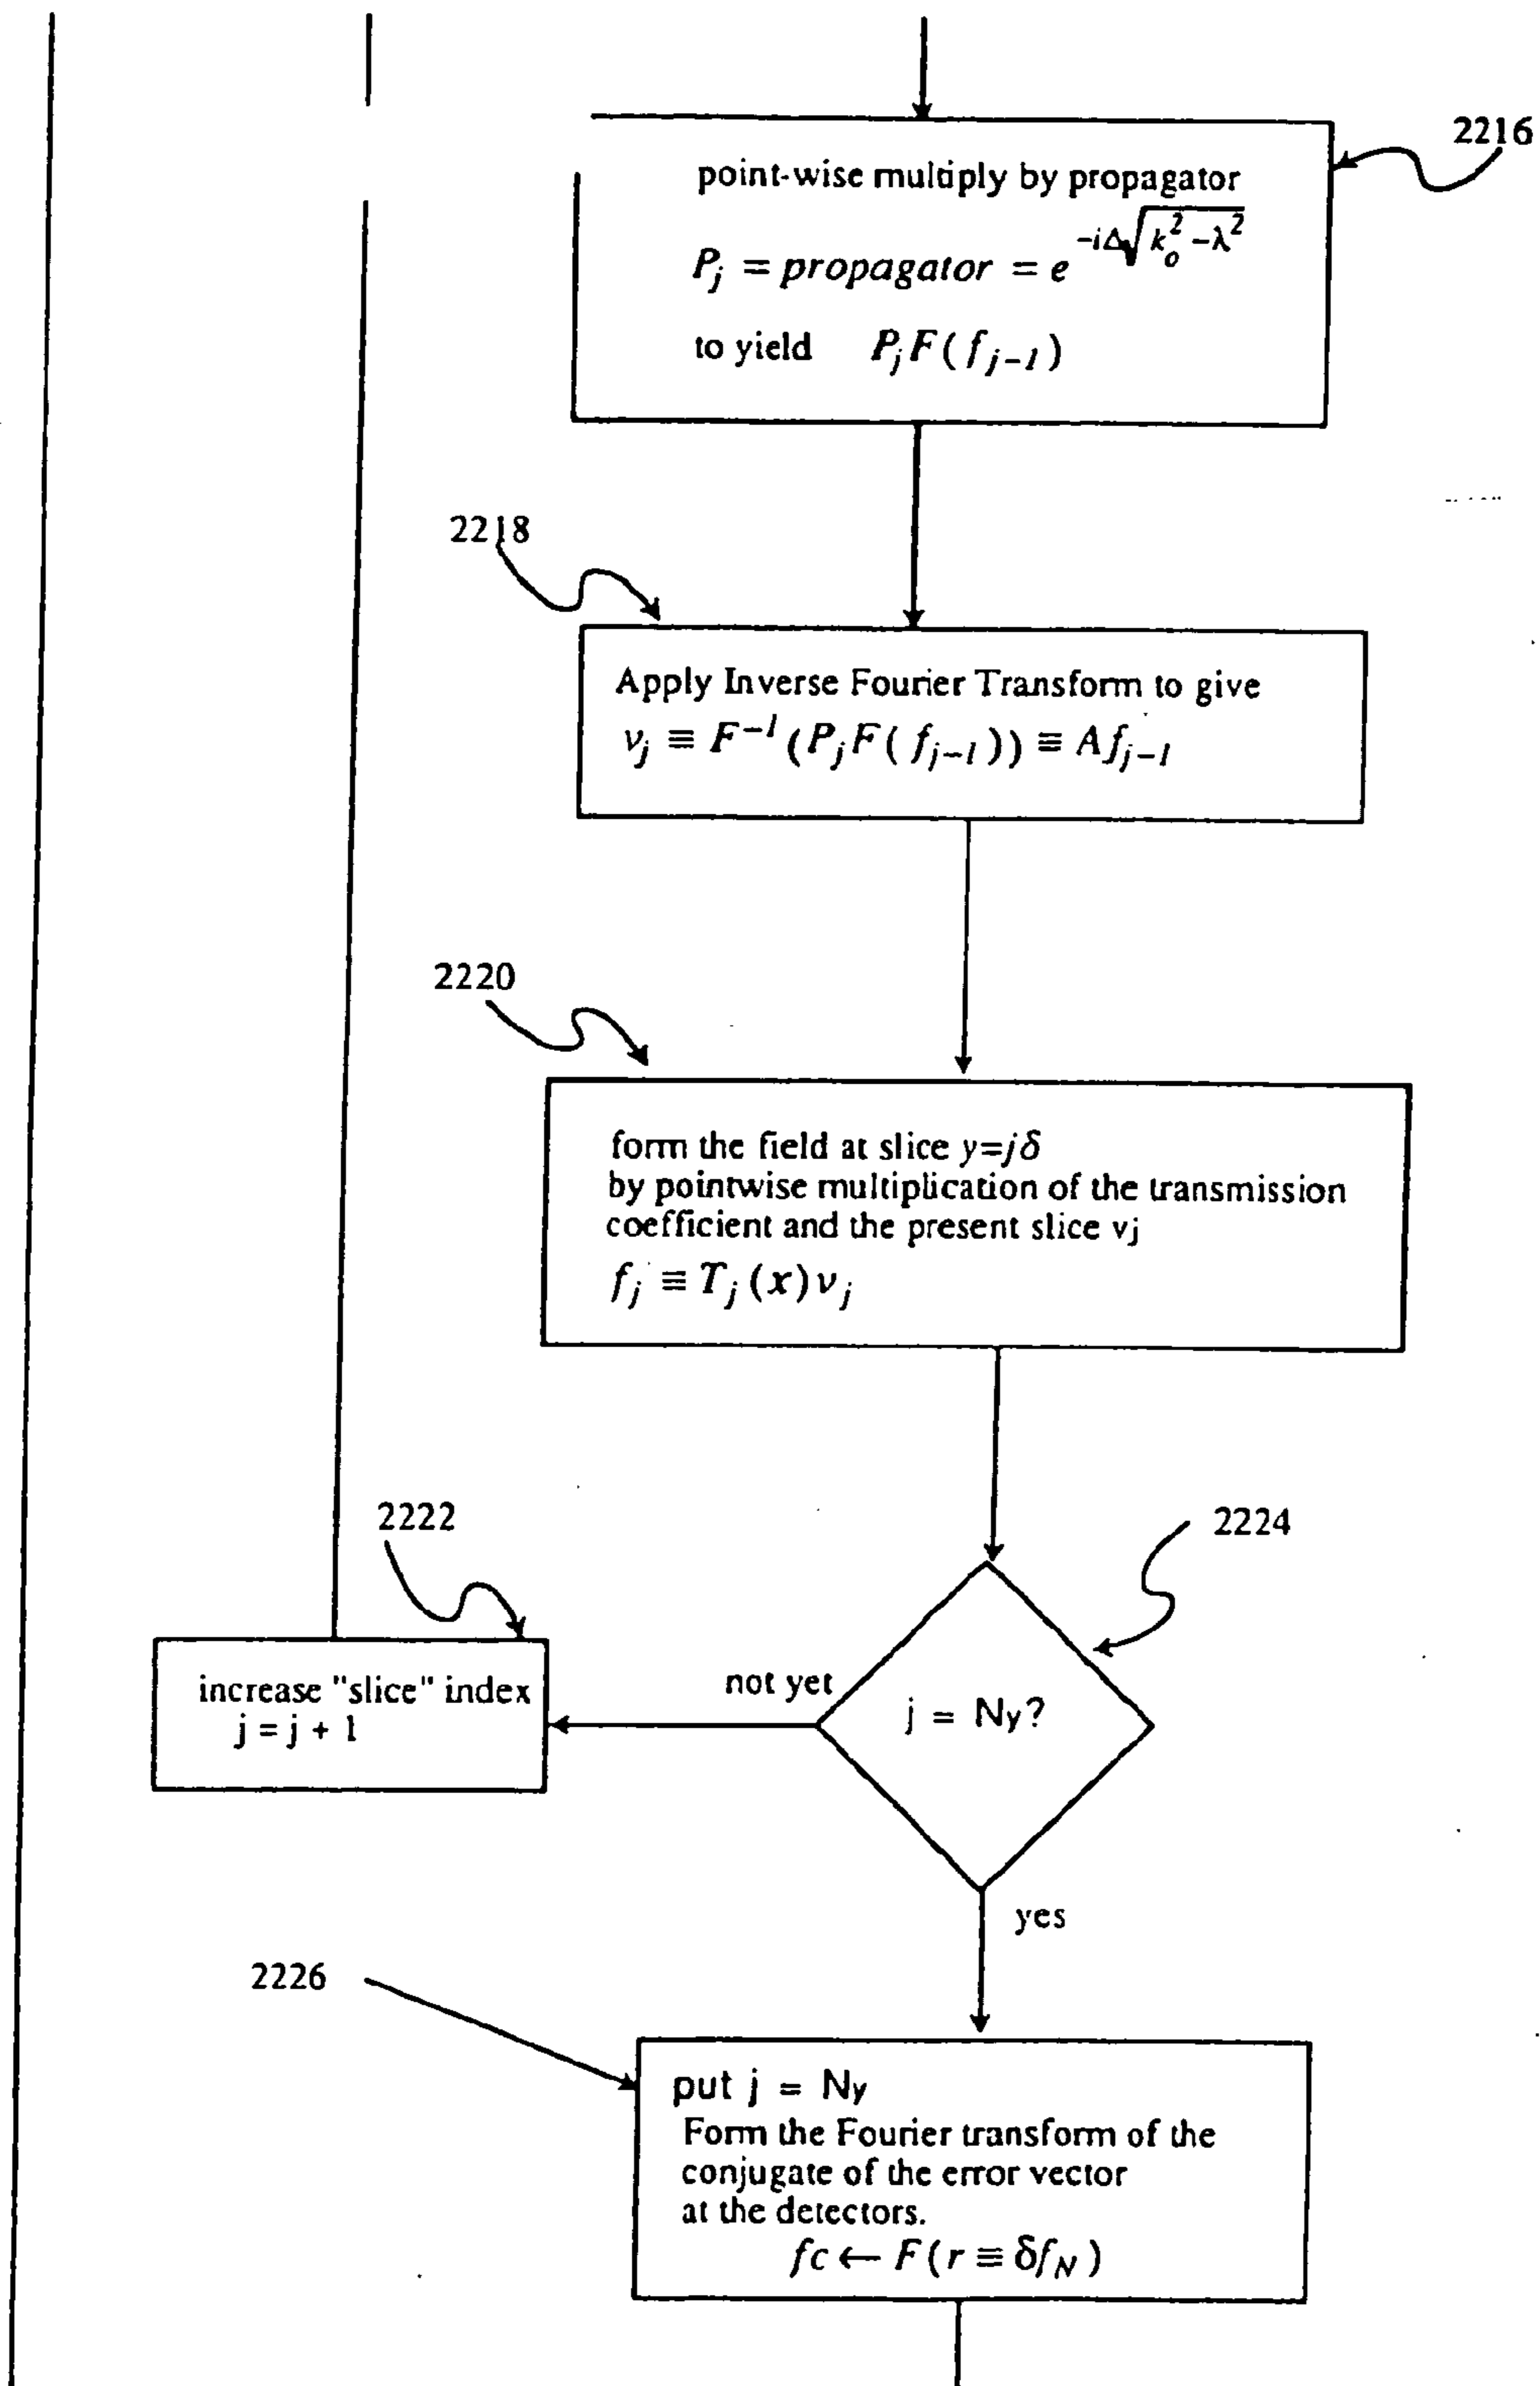 2216
point-wise multiply by propagator
P_j = propagator = e^{-iΔ√(k_o^2 - λ^2)}
to yield P_j F(f_{j-1})
2218
Apply Inverse Fourier Transform to give
v_j ≡ F^{-1}(P_j F(f_{j-1})) ≡ Af_{j-1}
2220
form the field at slice y=jδ
by pointwise multiplication of the transmission
coefficient and the present slice vj
f_j ≡ T_j(x)v_j
2222
2224
increase "slice" index
j = j + 1
not yet
j = Ny?
yes
2226
put j = Ny
Form the Fourier transform of the
conjugate of the error vector
at the detectors.
fc ← F(r ≡ δf_N)